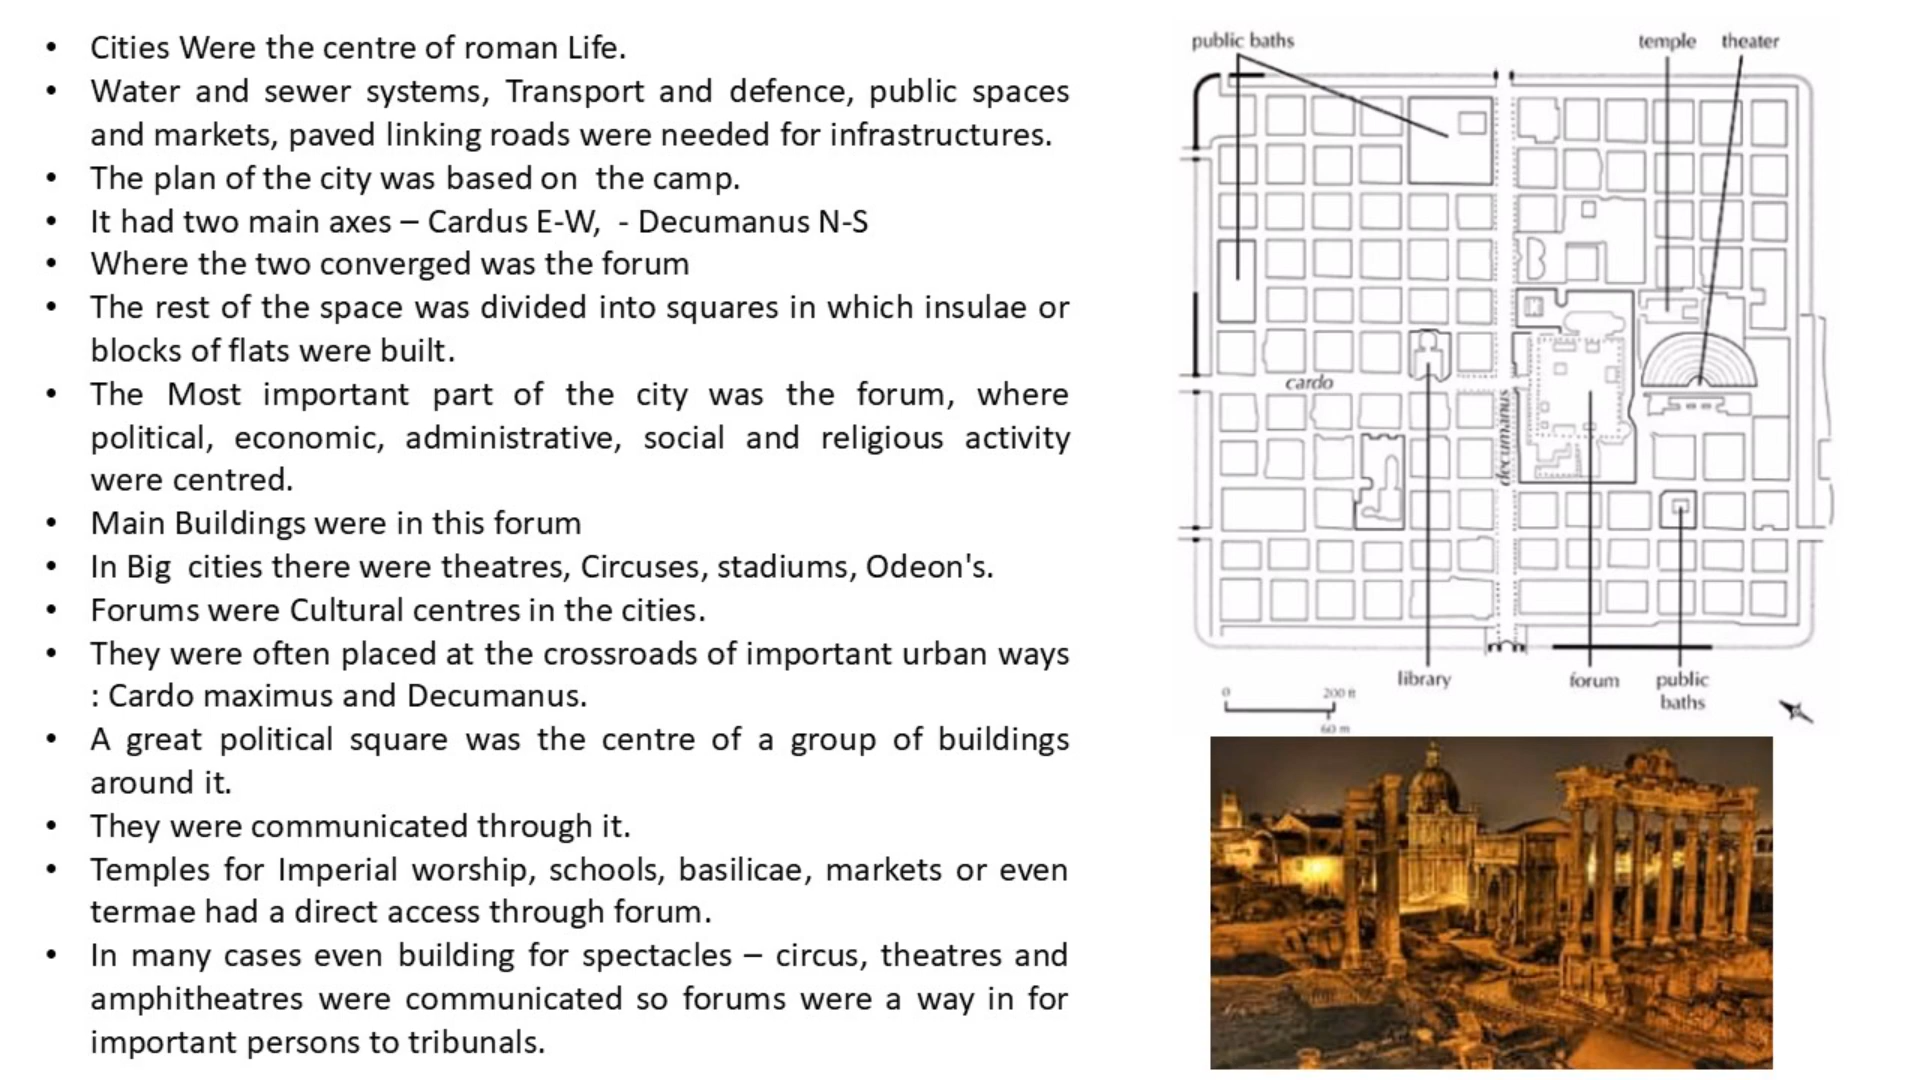 • Cities Were the centre of roman Life.
• Water and sewer systems, Transport and defence, public spaces
and markets, paved linking roads were needed for infrastructures.
• The plan of the city was based on  the camp.
• It had two main axes – Cardus E-W,  - Decumanus N-S
• Where the two converged was the forum
• The rest of the space was divided into squares in which insulae or
blocks of flats were built.
• The Most important part of the city was the forum, where
political, economic, administrative, social and religious activity
were centred.
• Main Buildings were in this forum
• In Big  cities there were theatres, Circuses, stadiums, Odeon's.
• Forums were Cultural centres in the cities.
• They were often placed at the crossroads of important urban ways
: Cardo maximus and Decumanus.
• A great political square was the centre of a group of buildings
around it.
• They were communicated through it.
• Temples for Imperial worship, schools, basilicae, markets or even
termae had a direct access through forum.
• In many cases even building for spectacles – circus, theatres and
amphitheatres were communicated so forums were a way in for
important persons to tribunals.
public baths
temple
theater
cardo
decumanus
library
forum
public
baths
0
200 ft
60 m